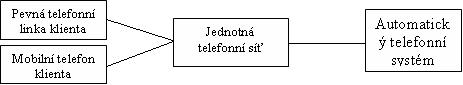 Pevná telefonní
linka klienta
Mobilní telefon
klienta
Jednotná
telefonní síť
Automatick
ý telefonní
systém